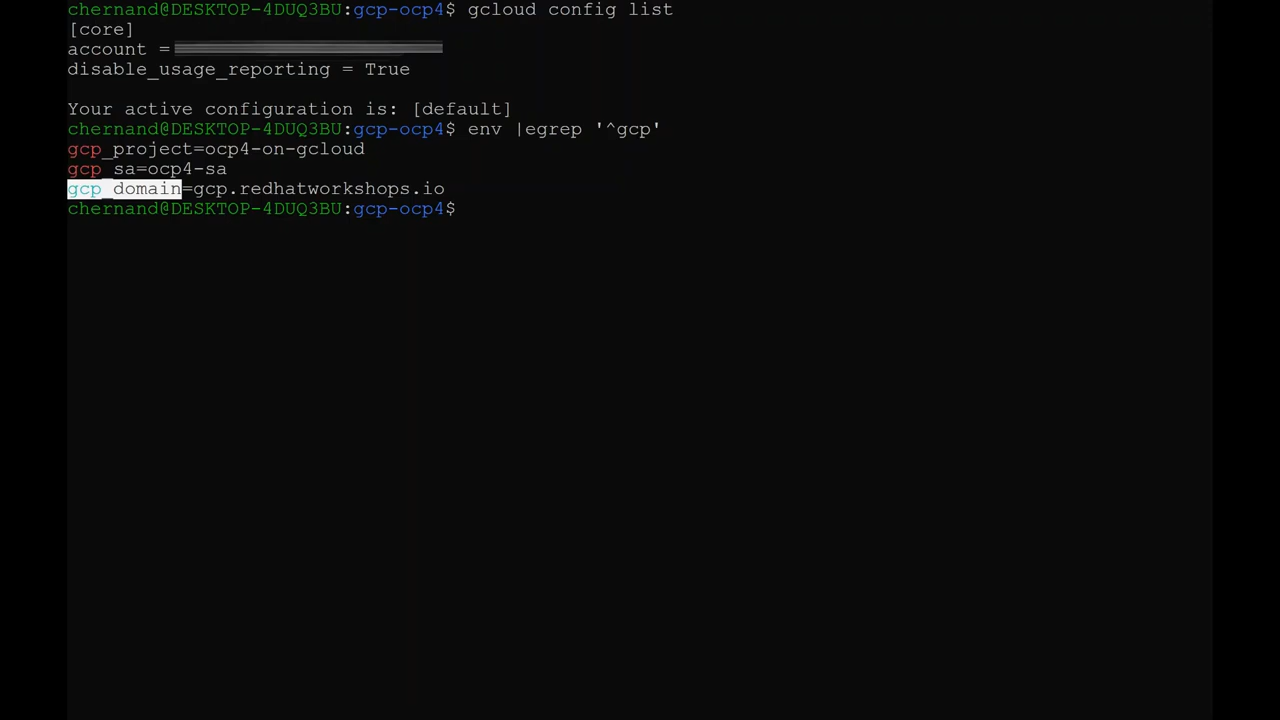 chernand@DESKTOP-4DUQ3BU:gcp-ocp4$ gcloud config list
[core]
account =
disable_usage_reporting = True
Your active configuration is: [default]
chernand@DESKTOP-4DUQ3BU:gcp-ocp4$ env |egrep '^gcp'
gcp_project=ocp4-on-gcloud
gcp_sa=ocp4-sa
gcp_domain=gcp.redhatworkshops.io
chernand@DESKTOP-4DUQ3BU:gcp-ocp4$